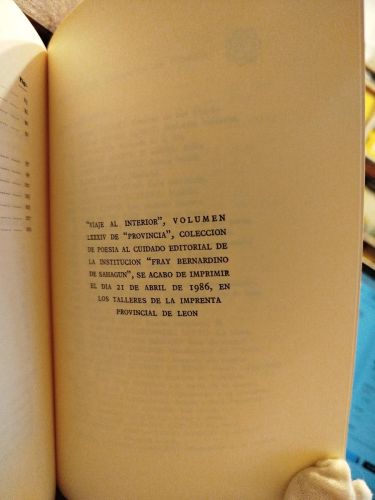 "VIAJE AL INTERIOR", VOLUMEN
LXXXIV DE "PROVINCIA", COLECCION
DE POESIA AL CUIDADO EDITORIAL DE
LA INSTITUCION "FRAY BERNARDINO
DE SAHAGUN", SE ACABO DE IMPRIMIR
EL DIA 21 DE ABRIL DE 1986, EN
LOS TALLERES DE LA IMPRENTA
PROVINCIAL DE LEON